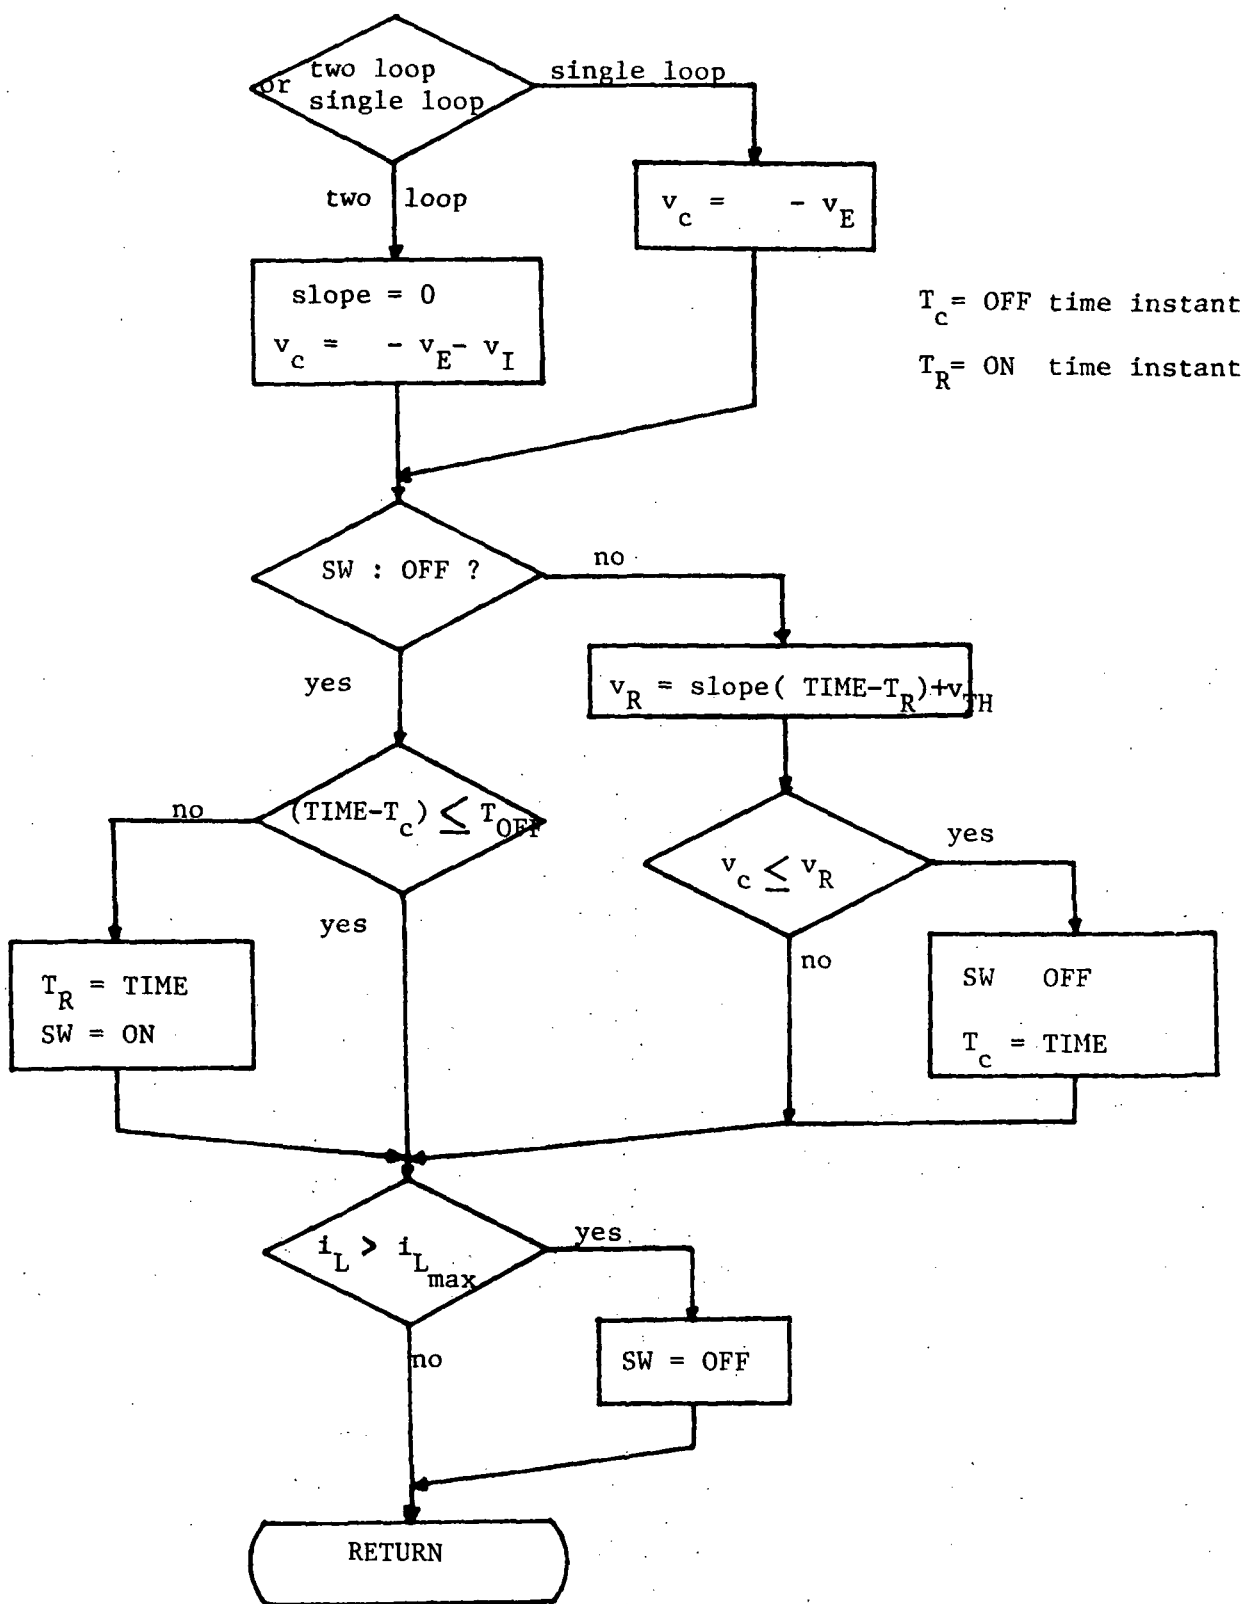 or two loop
single loop
single loop
two loop
v_c = - v_E
slope = 0
v_c = - v_E - v_I
T_c = OFF time instant
T_R = ON time instant
SW : OFF ?
no
yes
v_R = slope( TIME-T_R)+v_TH
(TIME-T_c) ≤ T_OFF
no
yes
v_c ≤ v_R
yes
no
T_R = TIME
SW = ON
SW OFF
T_c = TIME
i_L > i_Lmax
yes
no
SW = OFF
RETURN